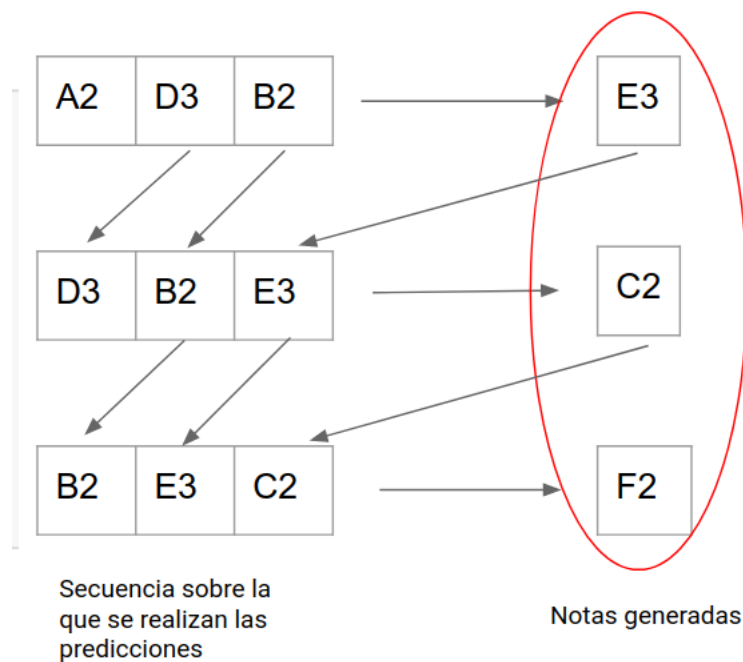 A2 D3 B2 E3
D3 B2 E3 C2
B2 E3 C2 F2
Secuencia sobre la
que se realizan las
predicciones
Notas generadas